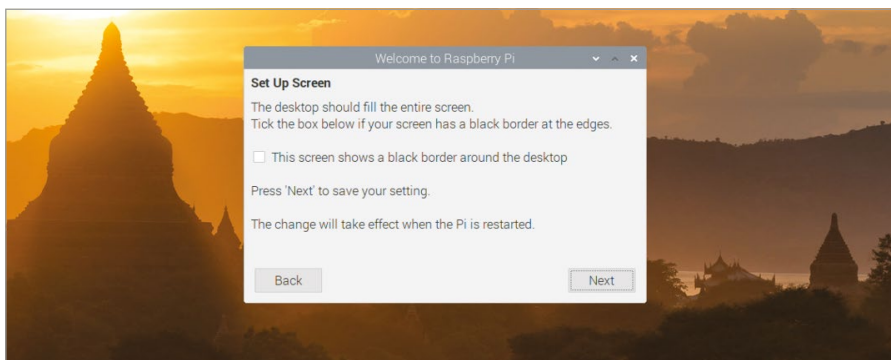 Welcome to Raspberry Pi
Set Up Screen
The desktop should fill the entire screen.
Tick the box below if your screen has a black border at the edges.
This screen shows a black border around the desktop
Press 'Next' to save your setting.
The change will take effect when the Pi is restarted.
Back Next